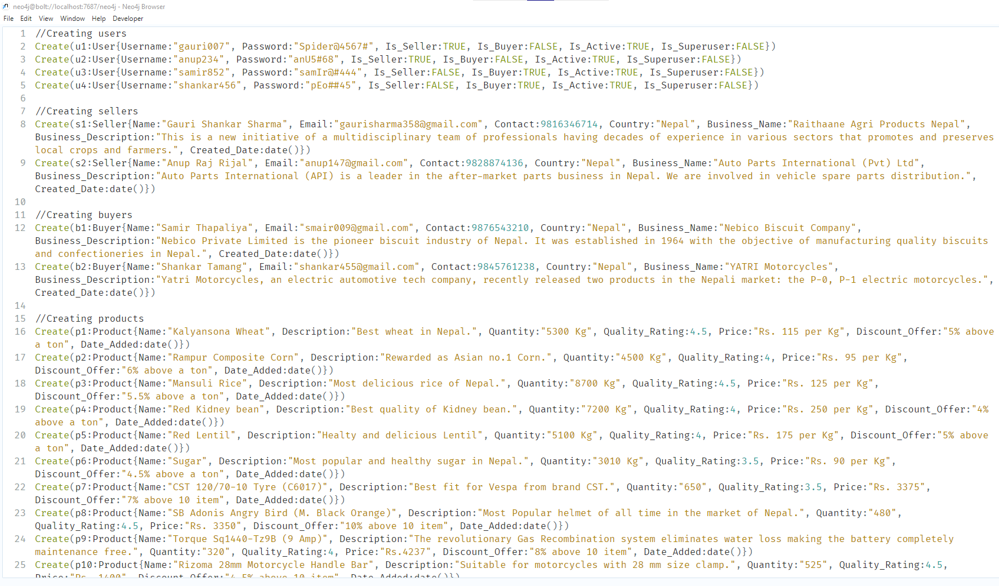 neo4j@bolt://localhost:7687/neo4j - Neo4j Browser
File Edit View Window Help Developer
1 //Creating users
2 Create(u1:User{Username:"gauri007", Password:"Spider@4567#", Is_Seller:TRUE, Is_Buyer:FALSE, Is_Active:TRUE, Is_Superuser:FALSE})
3 Create(u2:User{Username:"anup234", Password:"anU5#68", Is_Seller:TRUE, Is_Buyer:FALSE, Is_Active:TRUE, Is_Superuser:FALSE})
4 Create(u3:User{Username:"samir852", Password:"samIr@#444", Is_Seller:FALSE, Is_Buyer:TRUE, Is_Active:TRUE, Is_Superuser:FALSE})
5 Create(u4:User{Username:"shankar456", Password:"pEo##45", Is_Seller:FALSE, Is_Buyer:TRUE, Is_Active:TRUE, Is_Superuser:FALSE})
6
7 //Creating sellers
8 Create(s1:Seller{Name:"Gauri Shankar Sharma", Email:"gaurisharma358@gmail.com", Contact:9816346714, Country:"Nepal", Business_Name:"Raithaane Agri Products Nepal",
Business_Description:"This is a new initiative of a multidisciplinary team of professionals having decades of experience in various sectors that promotes and preserves
local crops and farmers.", Created_Date:date()})
9 Create(s2:Seller{Name:"Anup Raj Rijal", Email:"anup147@gmail.com", Contact:9828874136, Country:"Nepal", Business_Name:"Auto Parts International (Pvt) Ltd",
Business_Description:"Auto Parts International (API) is a leader in the after-market parts business in Nepal. We are involved in vehicle spare parts distribution.",
Created_Date:date()})
10
11 //Creating buyers
12 Create(b1:Buyer{Name:"Samir Thapaliya", Email:"smair009@gmail.com", Contact:9876543210, Country:"Nepal", Business_Name:"Nebico Biscuit Company",
Business_Description:"Nebico Private Limited is the pioneer biscuit industry of Nepal. It was established in 1964 with the objective of manufacturing quality biscuits
and confectioneries in Nepal.", Created_Date:date()})
13 Create(b2:Buyer{Name:"Shankar Tamang", Email:"shankar455@gmail.com", Contact:9845761238, Country:"Nepal", Business_Name:"YATRI Motorcycles",
Business_Description:"Yatri Motorcycles, an electric automotive tech company, recently released two products in the Nepali market: the P-0, P-1 electric motorcycles.",
Created_Date:date()})
14
15 //Creating products
16 Create(p1:Product{Name:"Kalyansona Wheat", Description:"Best wheat in Nepal.", Quantity:"5300 Kg", Quality_Rating:4.5, Price:"Rs. 115 per Kg", Discount_Offer:"5% above
a ton", Date_Added:date()})
17 Create(p2:Product{Name:"Rampur Composite Corn", Description:"Rewarded as Asian no.1 Corn.", Quantity:"4500 Kg", Quality_Rating:4, Price:"Rs. 95 per Kg",
Discount_Offer:"6% above a ton", Date_Added:date()})
18 Create(p3:Product{Name:"Mansuli Rice", Description:"Most delicious rice of Nepal.", Quantity:"8700 Kg", Quality_Rating:4.5, Price:"Rs. 125 per Kg",
Discount_Offer:"5.5% above a ton", Date_Added:date()})
19 Create(p4:Product{Name:"Red Kidney bean", Description:"Best quality of Kidney bean.", Quantity:"7200 Kg", Quality_Rating:4, Price:"Rs. 250 per Kg", Discount_Offer:"4%
above a ton", Date_Added:date()})
20 Create(p5:Product{Name:"Red Lentil", Description:"Healty and delicious Lentil", Quantity:"5100 Kg", Quality_Rating:4, Price:"Rs. 175 per Kg", Discount_Offer:"5% above
a ton", Date_Added:date()})
21 Create(p6:Product{Name:"Sugar", Description:"Most popular and healthy sugar in Nepal.", Quantity:"3010 Kg", Quality_Rating:3.5, Price:"Rs. 90 per Kg",
Discount_Offer:"4.5% above a ton", Date_Added:date()})
22 Create(p7:Product{Name:"CST 120/70-10 Tyre (C6017)", Description:"Best fit for Vespa from brand CST.", Quantity:"650", Quality_Rating:3.5, Price:"Rs. 3375",
Discount_Offer:"7% above 10 item", Date_Added:date()})
23 Create(p8:Product{Name:"SB Adonis Angry Bird (M. Black Orange)", Description:"Most Popular helmet of all time in the market of Nepal.", Quantity:"480",
Quality_Rating:4.5, Price:"Rs. 3350", Discount_Offer:"10% above 10 item", Date_Added:date()})
24 Create(p9:Product{Name:"Torque Sq1440-Tz9B (9 Amp)", Description:"The revolutionary Gas Recombination system eliminates water loss making the battery completely
maintenance free.", Quantity:"320", Quality_Rating:4, Price:"Rs.4237", Discount_Offer:"8% above 10 item", Date_Added:date()})
25 Create(p10:Product{Name:"Rizoma 28mm Motorcycle Handle Bar", Description:"Suitable for motorcycles with 28 mm size clamp.", Quantity:"525", Quality_Rating:4.5,
Price:"Rs. 1400", Discount_Offer:"4.5% above 10 item", Date_Added:date()})